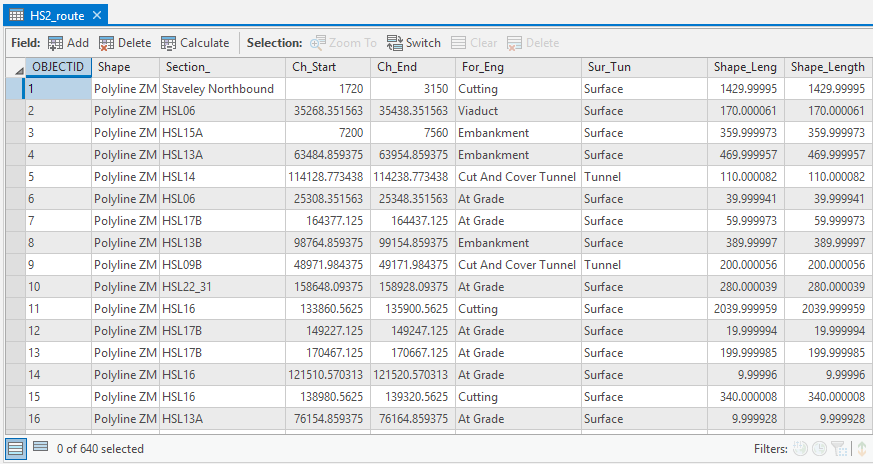 HS2_route
Field: Add Delete Calculate Selection: Zoom To Switch Clear Delete
OBJECTID Shape Section_ Ch_Start Ch_End For_Eng Sur_Tun Shape_Leng Shape_Length
1 Polyline ZM Staveley Northbound 1720 3150 Cutting Surface 1429.99995 1429.99995
2 Polyline ZM HSL06 35268.351563 35438.351563 Viaduct Surface 170.000061 170.000061
3 Polyline ZM HSL15A 7200 7560 Embankment Surface 359.999973 359.999973
4 Polyline ZM HSL13A 63484.859375 63954.859375 Embankment Surface 469.999957 469.999957
5 Polyline ZM HSL14 114128.773438 114238.773438 Cut And Cover Tunnel Tunnel 110.000082 110.000082
6 Polyline ZM HSL06 25308.351563 25348.351563 At Grade Surface 39.999941 39.999941
7 Polyline ZM HSL17B 164377.125 164437.125 At Grade Surface 59.999973 59.999973
8 Polyline ZM HSL13B 98764.859375 99154.859375 Embankment Surface 389.99997 389.99997
9 Polyline ZM HSL09B 48971.984375 49171.984375 Cut And Cover Tunnel Tunnel 200.000056 200.000056
10 Polyline ZM HSL22_31 158648.09375 158928.09375 At Grade Surface 280.000039 280.000039
11 Polyline ZM HSL16 133860.5625 135900.5625 Cutting Surface 2039.999959 2039.999959
12 Polyline ZM HSL17B 149227.125 149247.125 At Grade Surface 19.999994 19.999994
13 Polyline ZM HSL17B 170467.125 170667.125 At Grade Surface 199.999985 199.999985
14 Polyline ZM HSL16 121510.570313 121520.570313 At Grade Surface 9.99996 9.99996
15 Polyline ZM HSL16 138980.5625 139320.5625 Cutting Surface 340.000008 340.000008
16 Polyline ZM HSL13A 76154.859375 76164.859375 At Grade Surface 9.999928 9.999928
0 of 640 selected Filters: